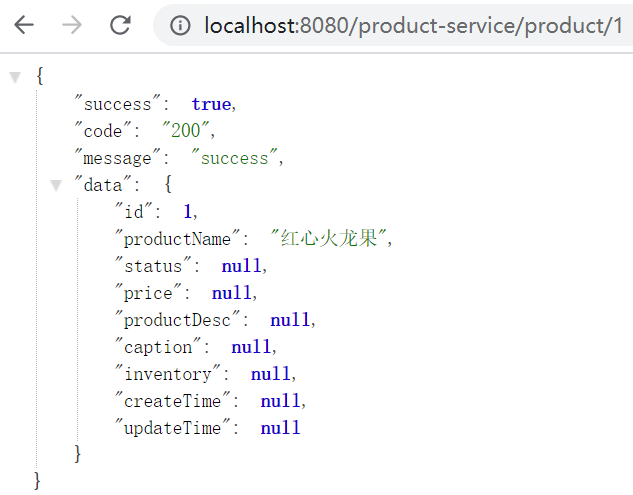 localhost:8080/product-service/product/1
{
"success": true,
"code": "200",
"message": "success",
"data": {
"id": 1,
"productName": "红心火龙果",
"status": null,
"price": null,
"productDesc": null,
"caption": null,
"inventory": null,
"createTime": null,
"updateTime": null
}
}